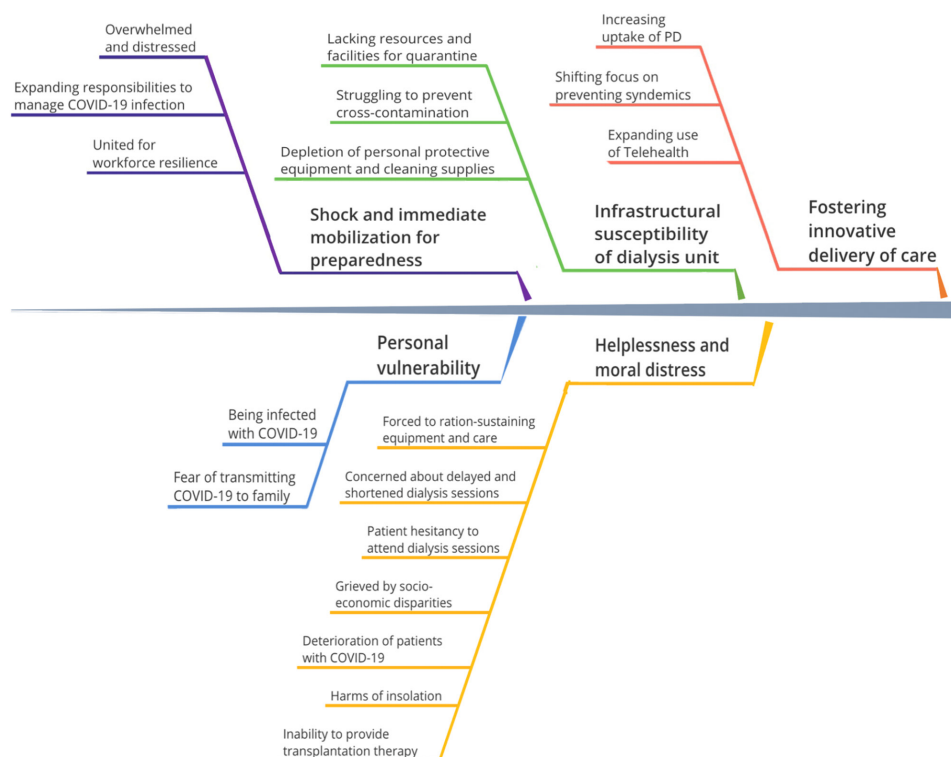 Overwhelmed
and distressed
Expanding responsibilities to
manage COVID-19 infection
United for
workforce resilience
Shock and immediate
mobilization for
preparedness
Lacking resources and
facilities for quarantine
Struggling to prevent
cross-contamination
Depletion of personal protective
equipment and cleaning supplies
Infrastructural
susceptibility
of dialysis unit
Increasing
uptake of PD
Shifting focus on
preventing syndemics
Expanding use
of Telehealth
Fostering
innovative
delivery of care
Personal
vulnerability
Being infected
with COVID-19
Fear of transmitting
COVID-19 to family
Helplessness and
moral distress
Forced to ration-sustaining
equipment and care
Concerned about delayed and
shortened dialysis sessions
Patient hesitancy to
attend dialysis sessions
Grieved by socio-
economic disparities
Deterioration of patients
with COVID-19
Harms of insolation
Inability to provide
transplantation therapy